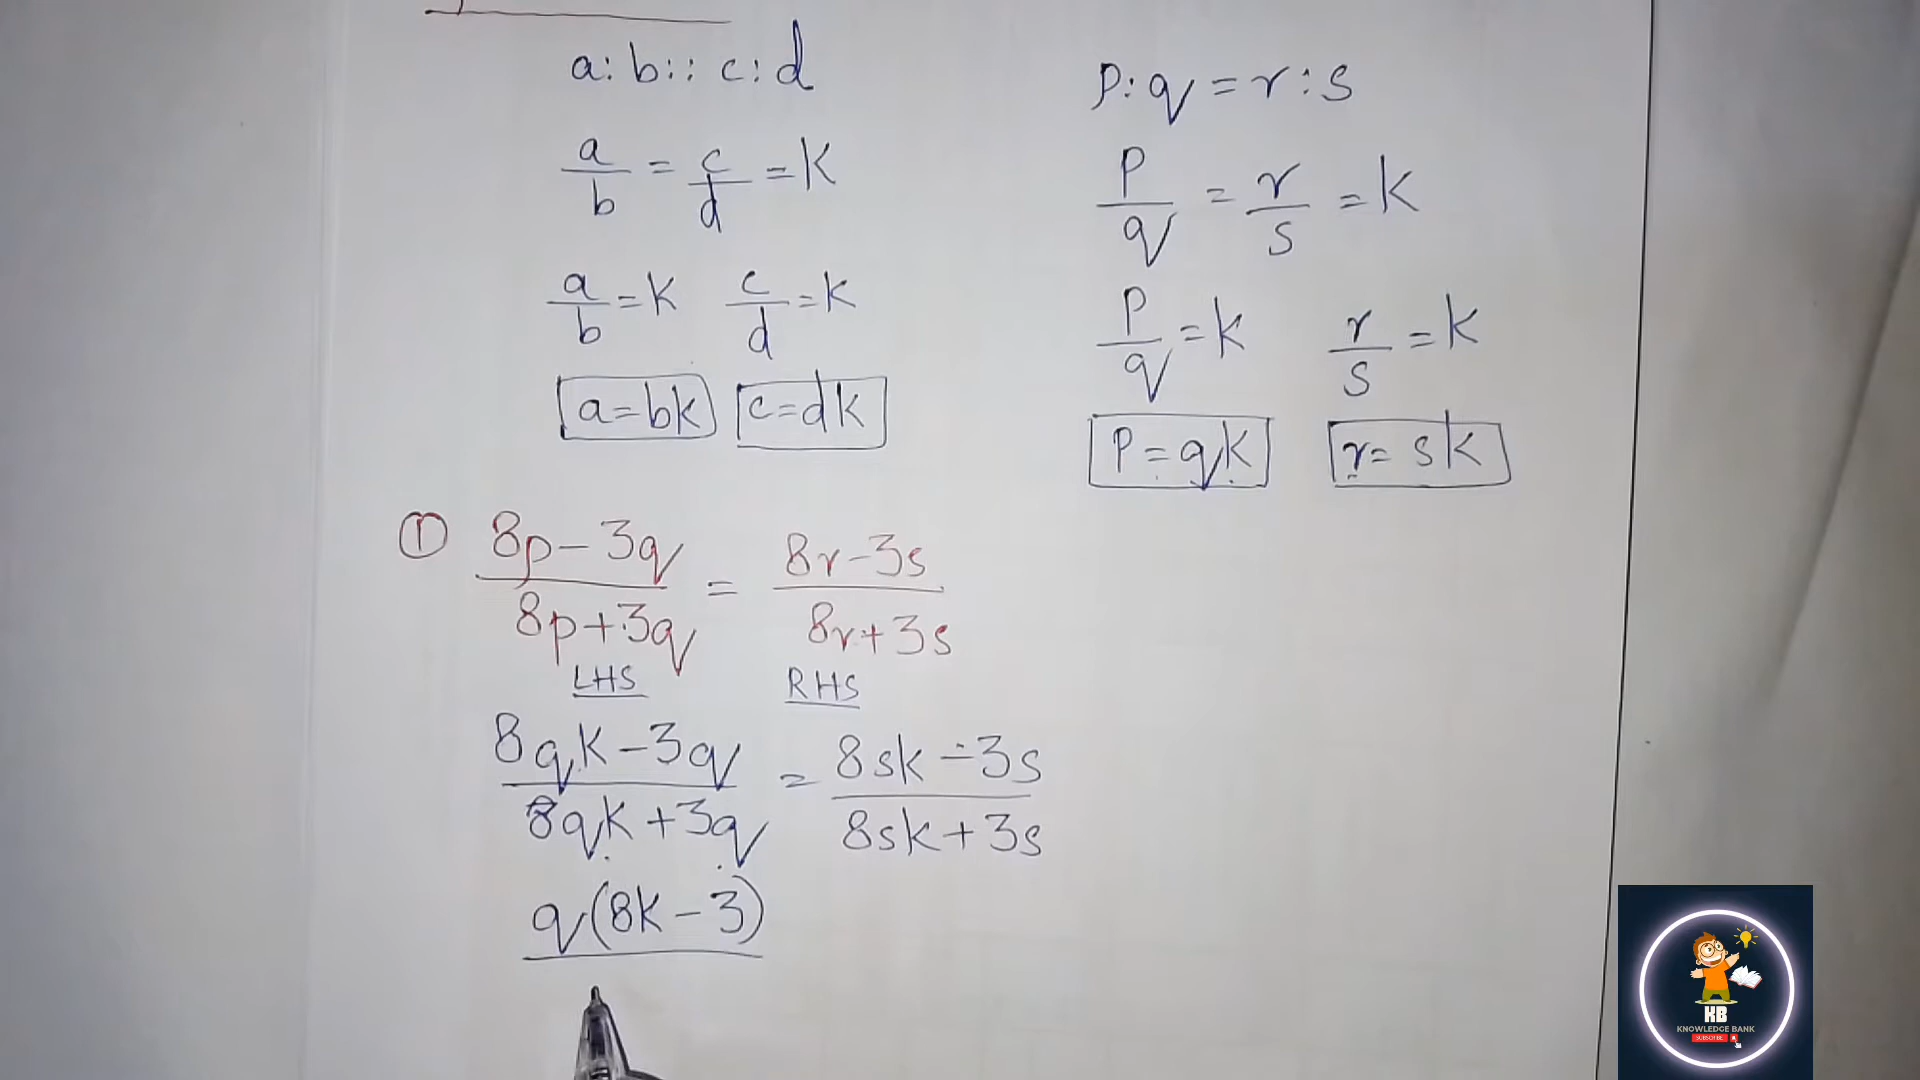 a:b::c:d
a/b = c/d = K
a/b = K   c/d = K
a=bk   c=dk
P:q = r:s
P/q = r/s = K
P/q = K   r/s = K
P = qK   r = sK
① (8p-3q)/(8p+3q) = (8r-3s)/(8r+3s)
LHS   RHS
(8qK-3q)/(8qK+3q) = (8sk-3s)/(8sk+3s)
q(8K-3)
KB
KNOWLEDGE BANK
SUBSCRIBE